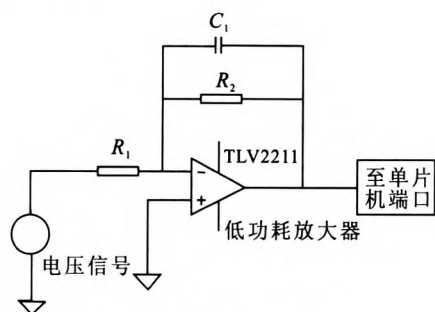 C₁
R₂
R₁
TLV2211
-
+
至单片
机端口
低功耗放大器
电压信号